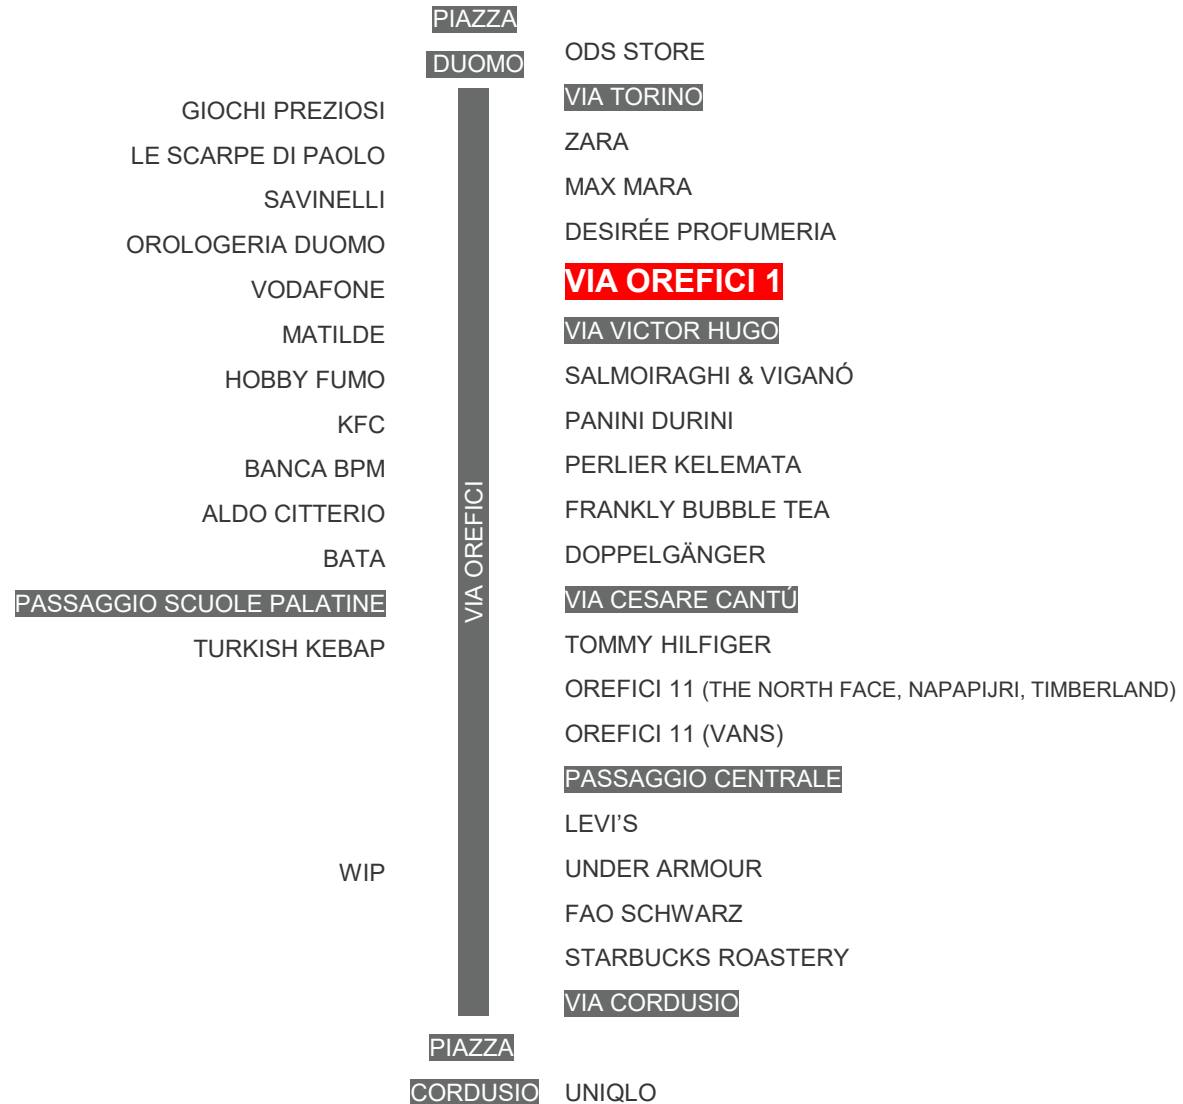 PIAZZA
DUOMO
GIOCHI PREZIOSI
LE SCARPE DI PAOLO
SAVINELLI
OROLOGERIA DUOMO
VODAFONE
MATILDE
HOBBY FUMO
KFC
BANCA BPM
ALDO CITTERIO
BATA
PASSAGGIO SCUOLE PALATINE
TURKISH KEBAP
WIP
VIA OREFICI
ODS STORE
VIA TORINO
ZARA
MAX MARA
DESIRÉE PROFUMERIA
VIA OREFICI 1
VIA VICTOR HUGO
SALMOIRAGHI & VIGANÓ
PANINI DURINI
PERLIER KELEMATA
FRANKLY BUBBLE TEA
DOPPELGÄNGER
VIA CESARE CANTÚ
TOMMY HILFIGER
OREFICI 11 (THE NORTH FACE, NAPAPIJRI, TIMBERLAND)
OREFICI 11 (VANS)
PASSAGGIO CENTRALE
LEVI’S
UNDER ARMOUR
FAO SCHWARZ
STARBUCKS ROASTERY
VIA CORDUSIO
PIAZZA
CORDUSIO
UNIQLO